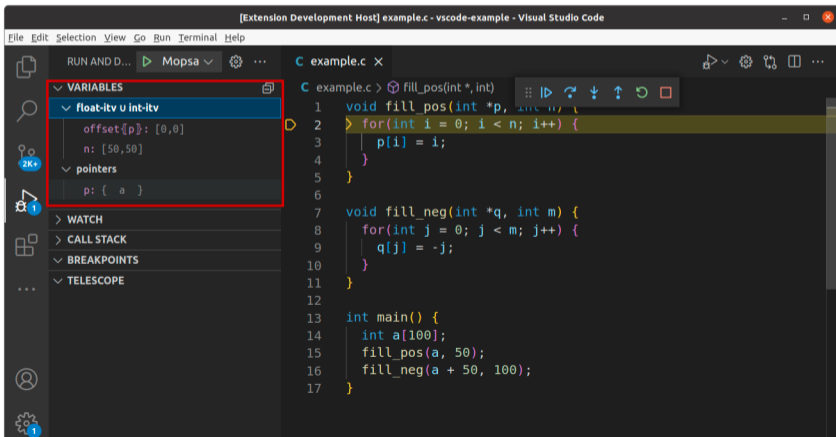 [Extension Development Host] example.c - vscode-example - Visual Studio Code
File Edit Selection View Go Run Terminal Help
RUN AND D... Mopsa
VARIABLES
float-itv ∪ int-itv
offset⦃p⦄: [0,0]
n: [50,50]
pointers
p: { a }
WATCH
CALL STACK
BREAKPOINTS
TELESCOPE
2K+
1
1
C example.c ×
C example.c > fill_pos(int *, int)
1 void fill_pos(int *p, int n) {
2 for(int i = 0; i < n; i++) {
3 p[i] = i;
4 }
5 }
6
7 void fill_neg(int *q, int m) {
8 for(int j = 0; j < m; j++) {
9 q[j] = -j;
10 }
11 }
12
13 int main() {
14 int a[100];
15 fill_pos(a, 50);
16 fill_neg(a + 50, 100);
17 }